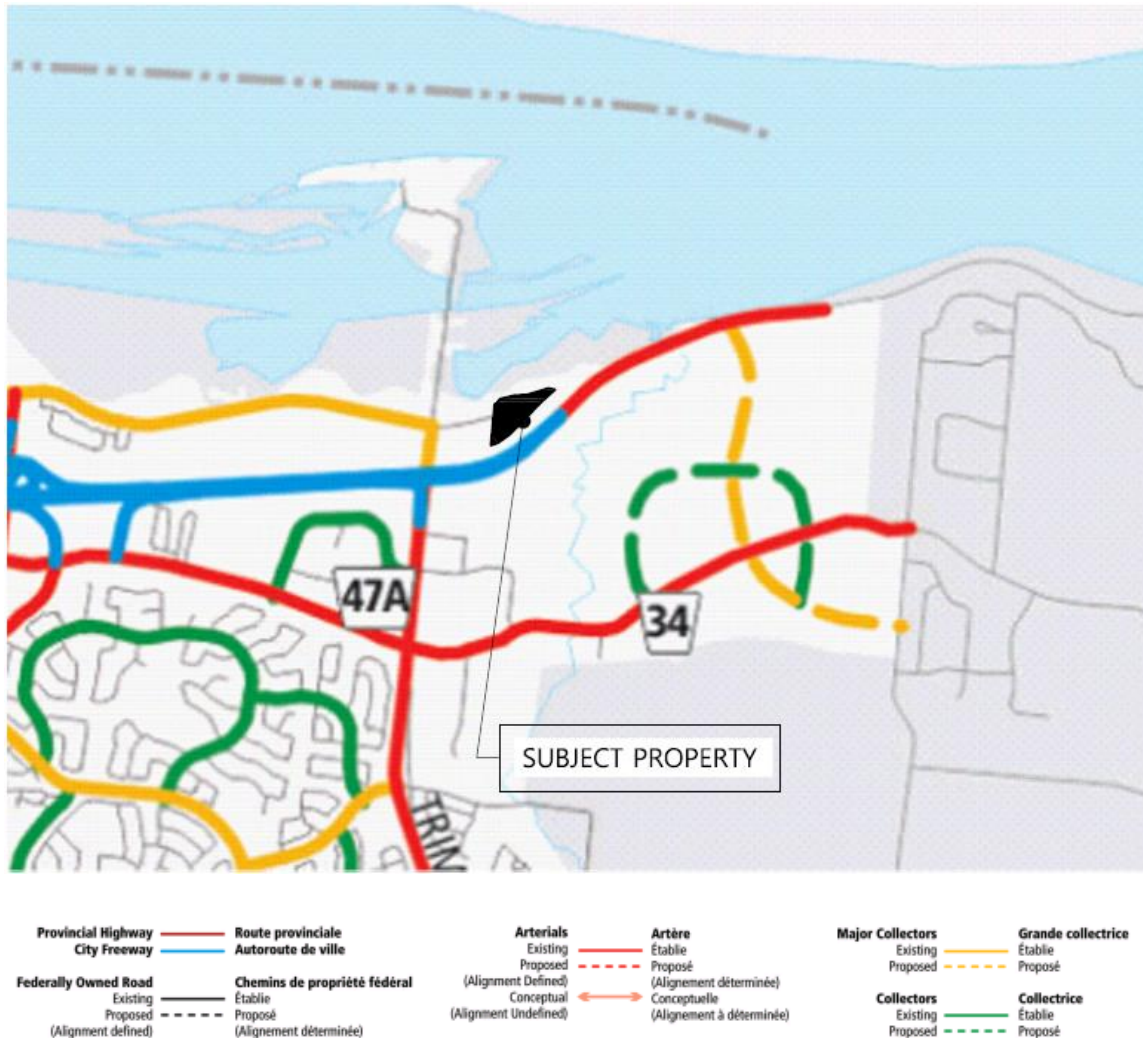 47A
34
SUBJECT PROPERTY
TRIN
Provincial Highway Route provinciale
City Freeway Autoroute de ville
Federally Owned Road Chemins de propriété fédéral
Existing Établie
Proposed Proposé
(Alignment defined) (Alignement déterminée)
Arterials Artère
Existing Établie
Proposed Proposé
(Alignment Defined) (Alignement déterminée)
Conceptual Conceptuelle
(Alignment Undefined) (Alignement à déterminée)
Major Collectors Grande collectrice
Existing Établie
Proposed Proposé
Collectors Collectrice
Existing Établie
Proposed Proposé